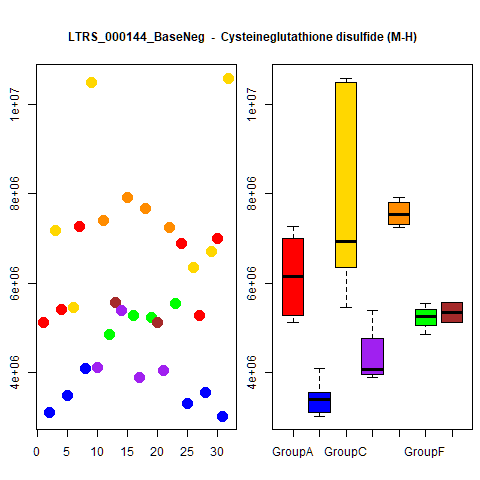 LTRS_000144_BaseNeg - Cysteineglutathione disulfide (M-H)
1e+07
8e+06
6e+06
4e+06
0 5 10 15 20 25 30
1e+07
8e+06
6e+06
4e+06
GroupA GroupC GroupF